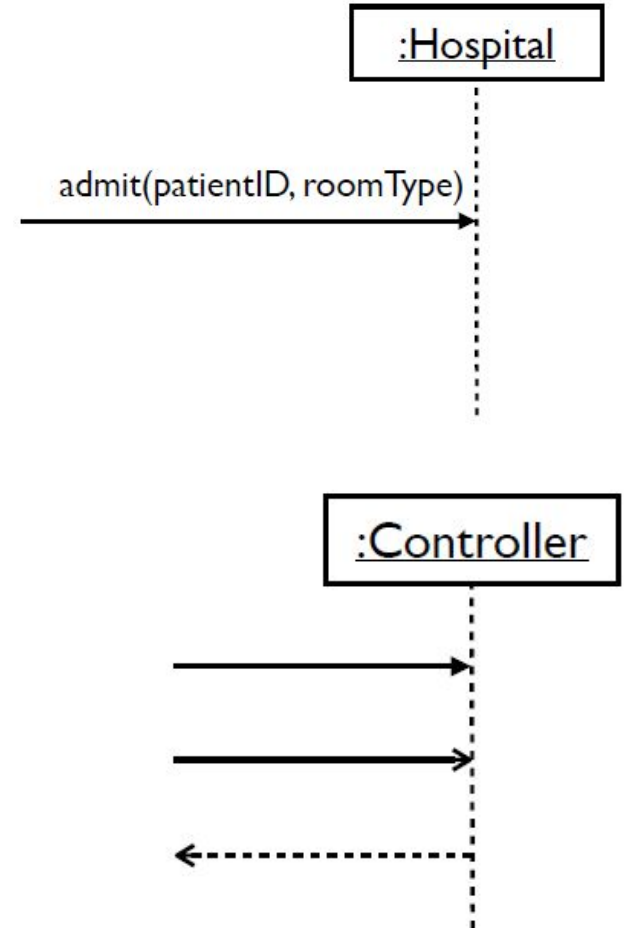 :Hospital
admit(patientID, roomType)
:Controller